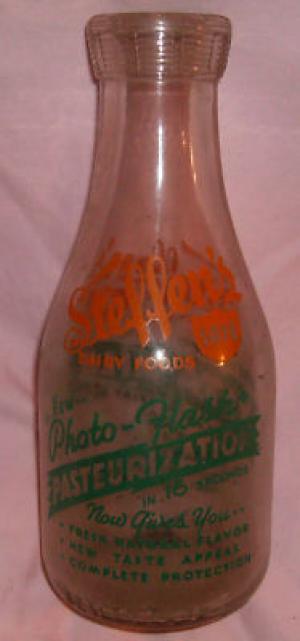 Steffen's
DAIRY FOODS
New--
Photo-Flash
PASTEURIZATION
IN 16 SECONDS
Now Gives You--
• FRESH NATURAL FLAVOR
• NEW TASTE APPEAL
• COMPLETE PROTECTION